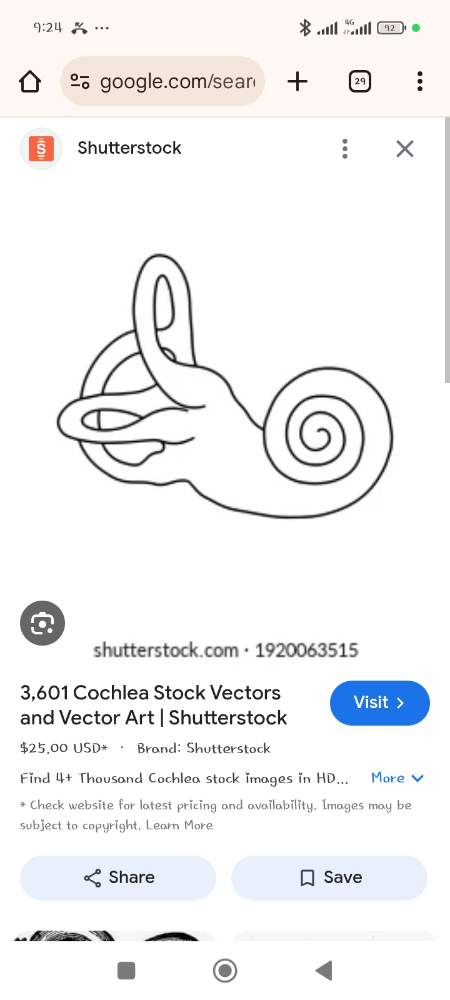 9:24
4G
92
google.com/sear
29
S
Shutterstock
shutterstock.com · 1920063515
3,601 Cochlea Stock Vectors
and Vector Art | Shutterstock
Visit
$25.00 USD* · Brand: Shutterstock
Find 4+ Thousand Cochlea stock images in HD...
More
* Check website for latest pricing and availability. Images may be
subject to copyright. Learn More
Share
Save